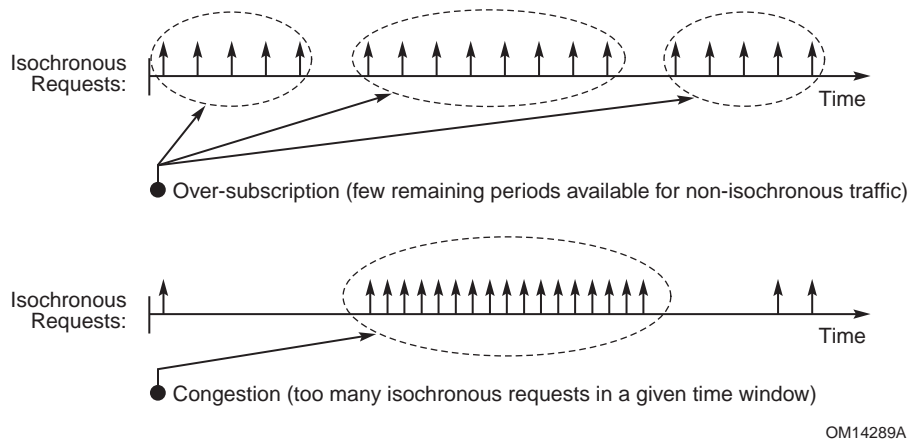 Isochronous
Requests:
Time
Over-subscription (few remaining periods available for non-isochronous traffic)
Isochronous
Requests:
Time
Congestion (too many isochronous requests in a given time window)
OM14289A